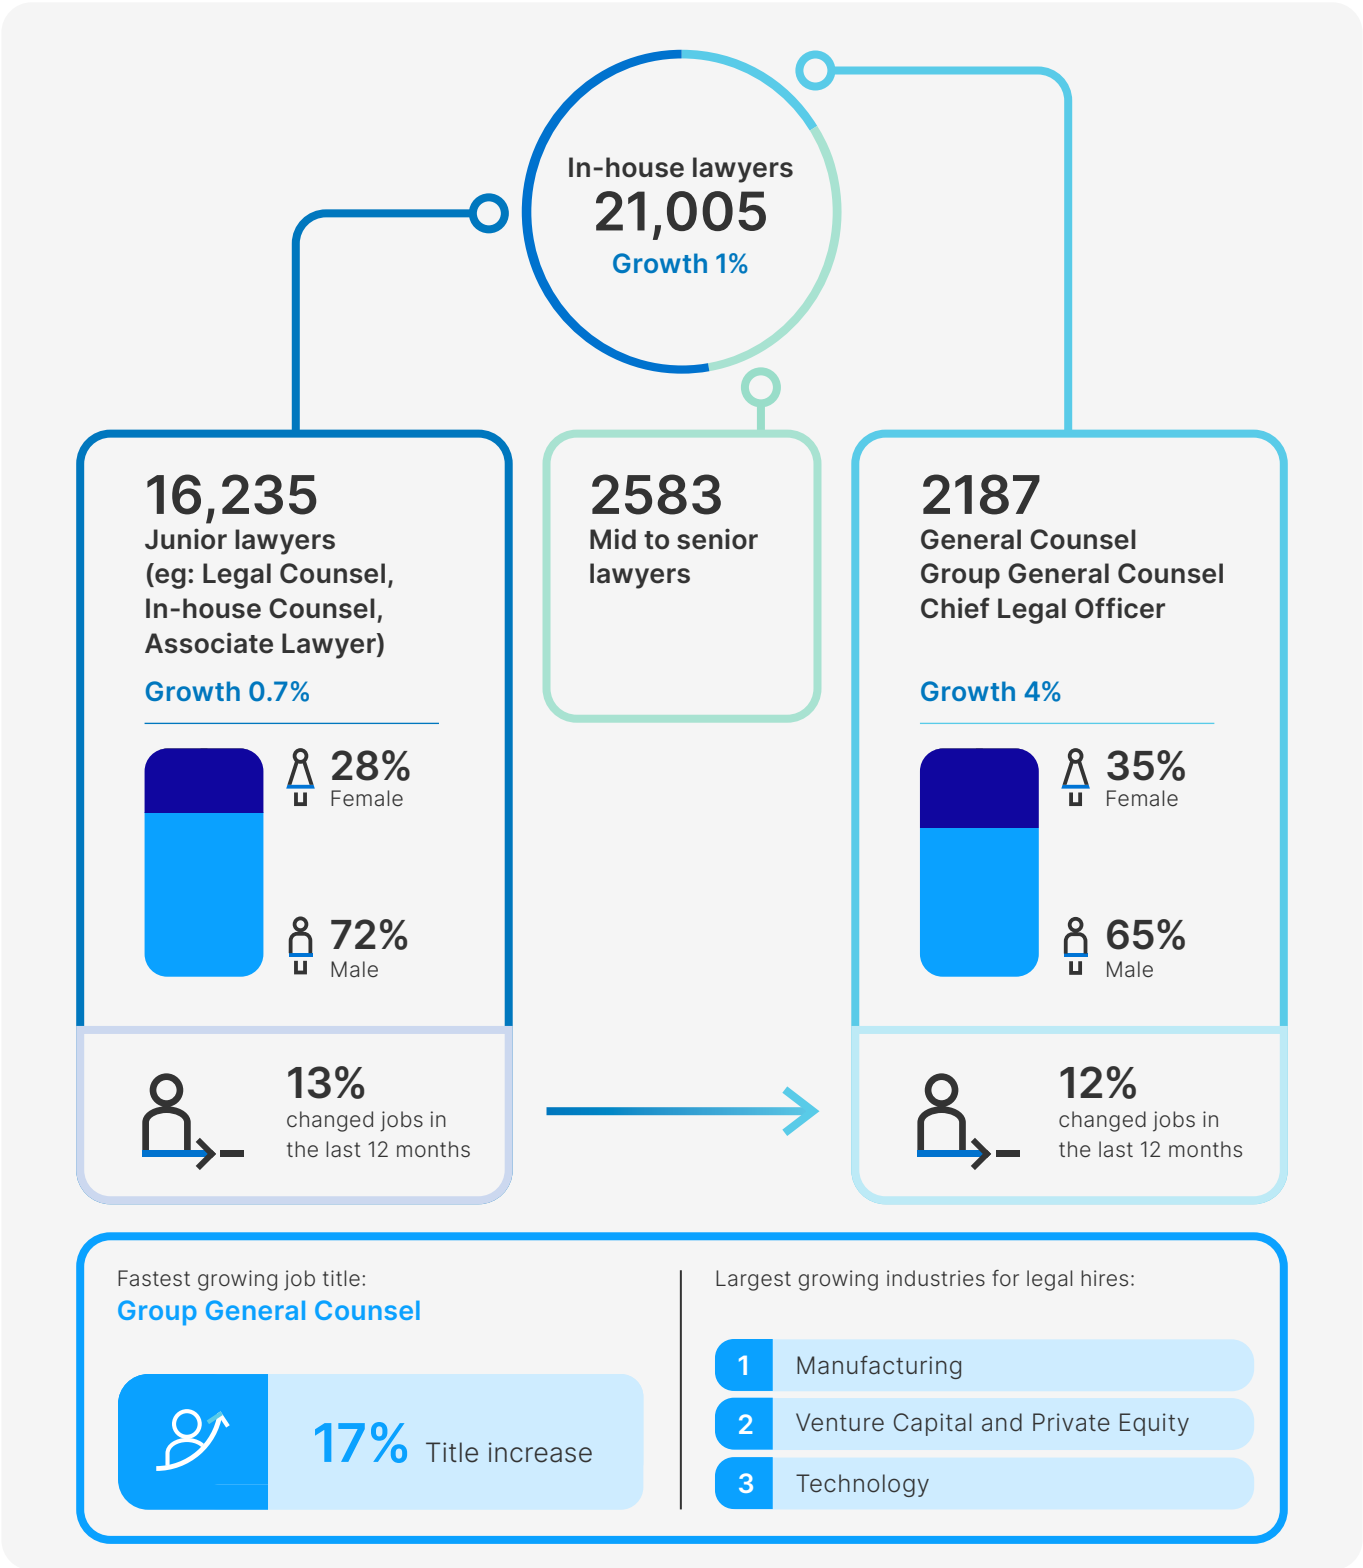 In-house lawyers
21,005
Growth 1%
16,235
Junior lawyers
(eg: Legal Counsel,
In-house Counsel,
Associate Lawyer)
Growth 0.7%
28%
Female
72%
Male
13%
changed jobs in
the last 12 months
2583
Mid to senior
lawyers
2187
General Counsel
Group General Counsel
Chief Legal Officer
Growth 4%
35%
Female
65%
Male
12%
changed jobs in
the last 12 months
Fastest growing job title:
Group General Counsel
17% Title increase
Largest growing industries for legal hires:
1 Manufacturing
2 Venture Capital and Private Equity
3 Technology